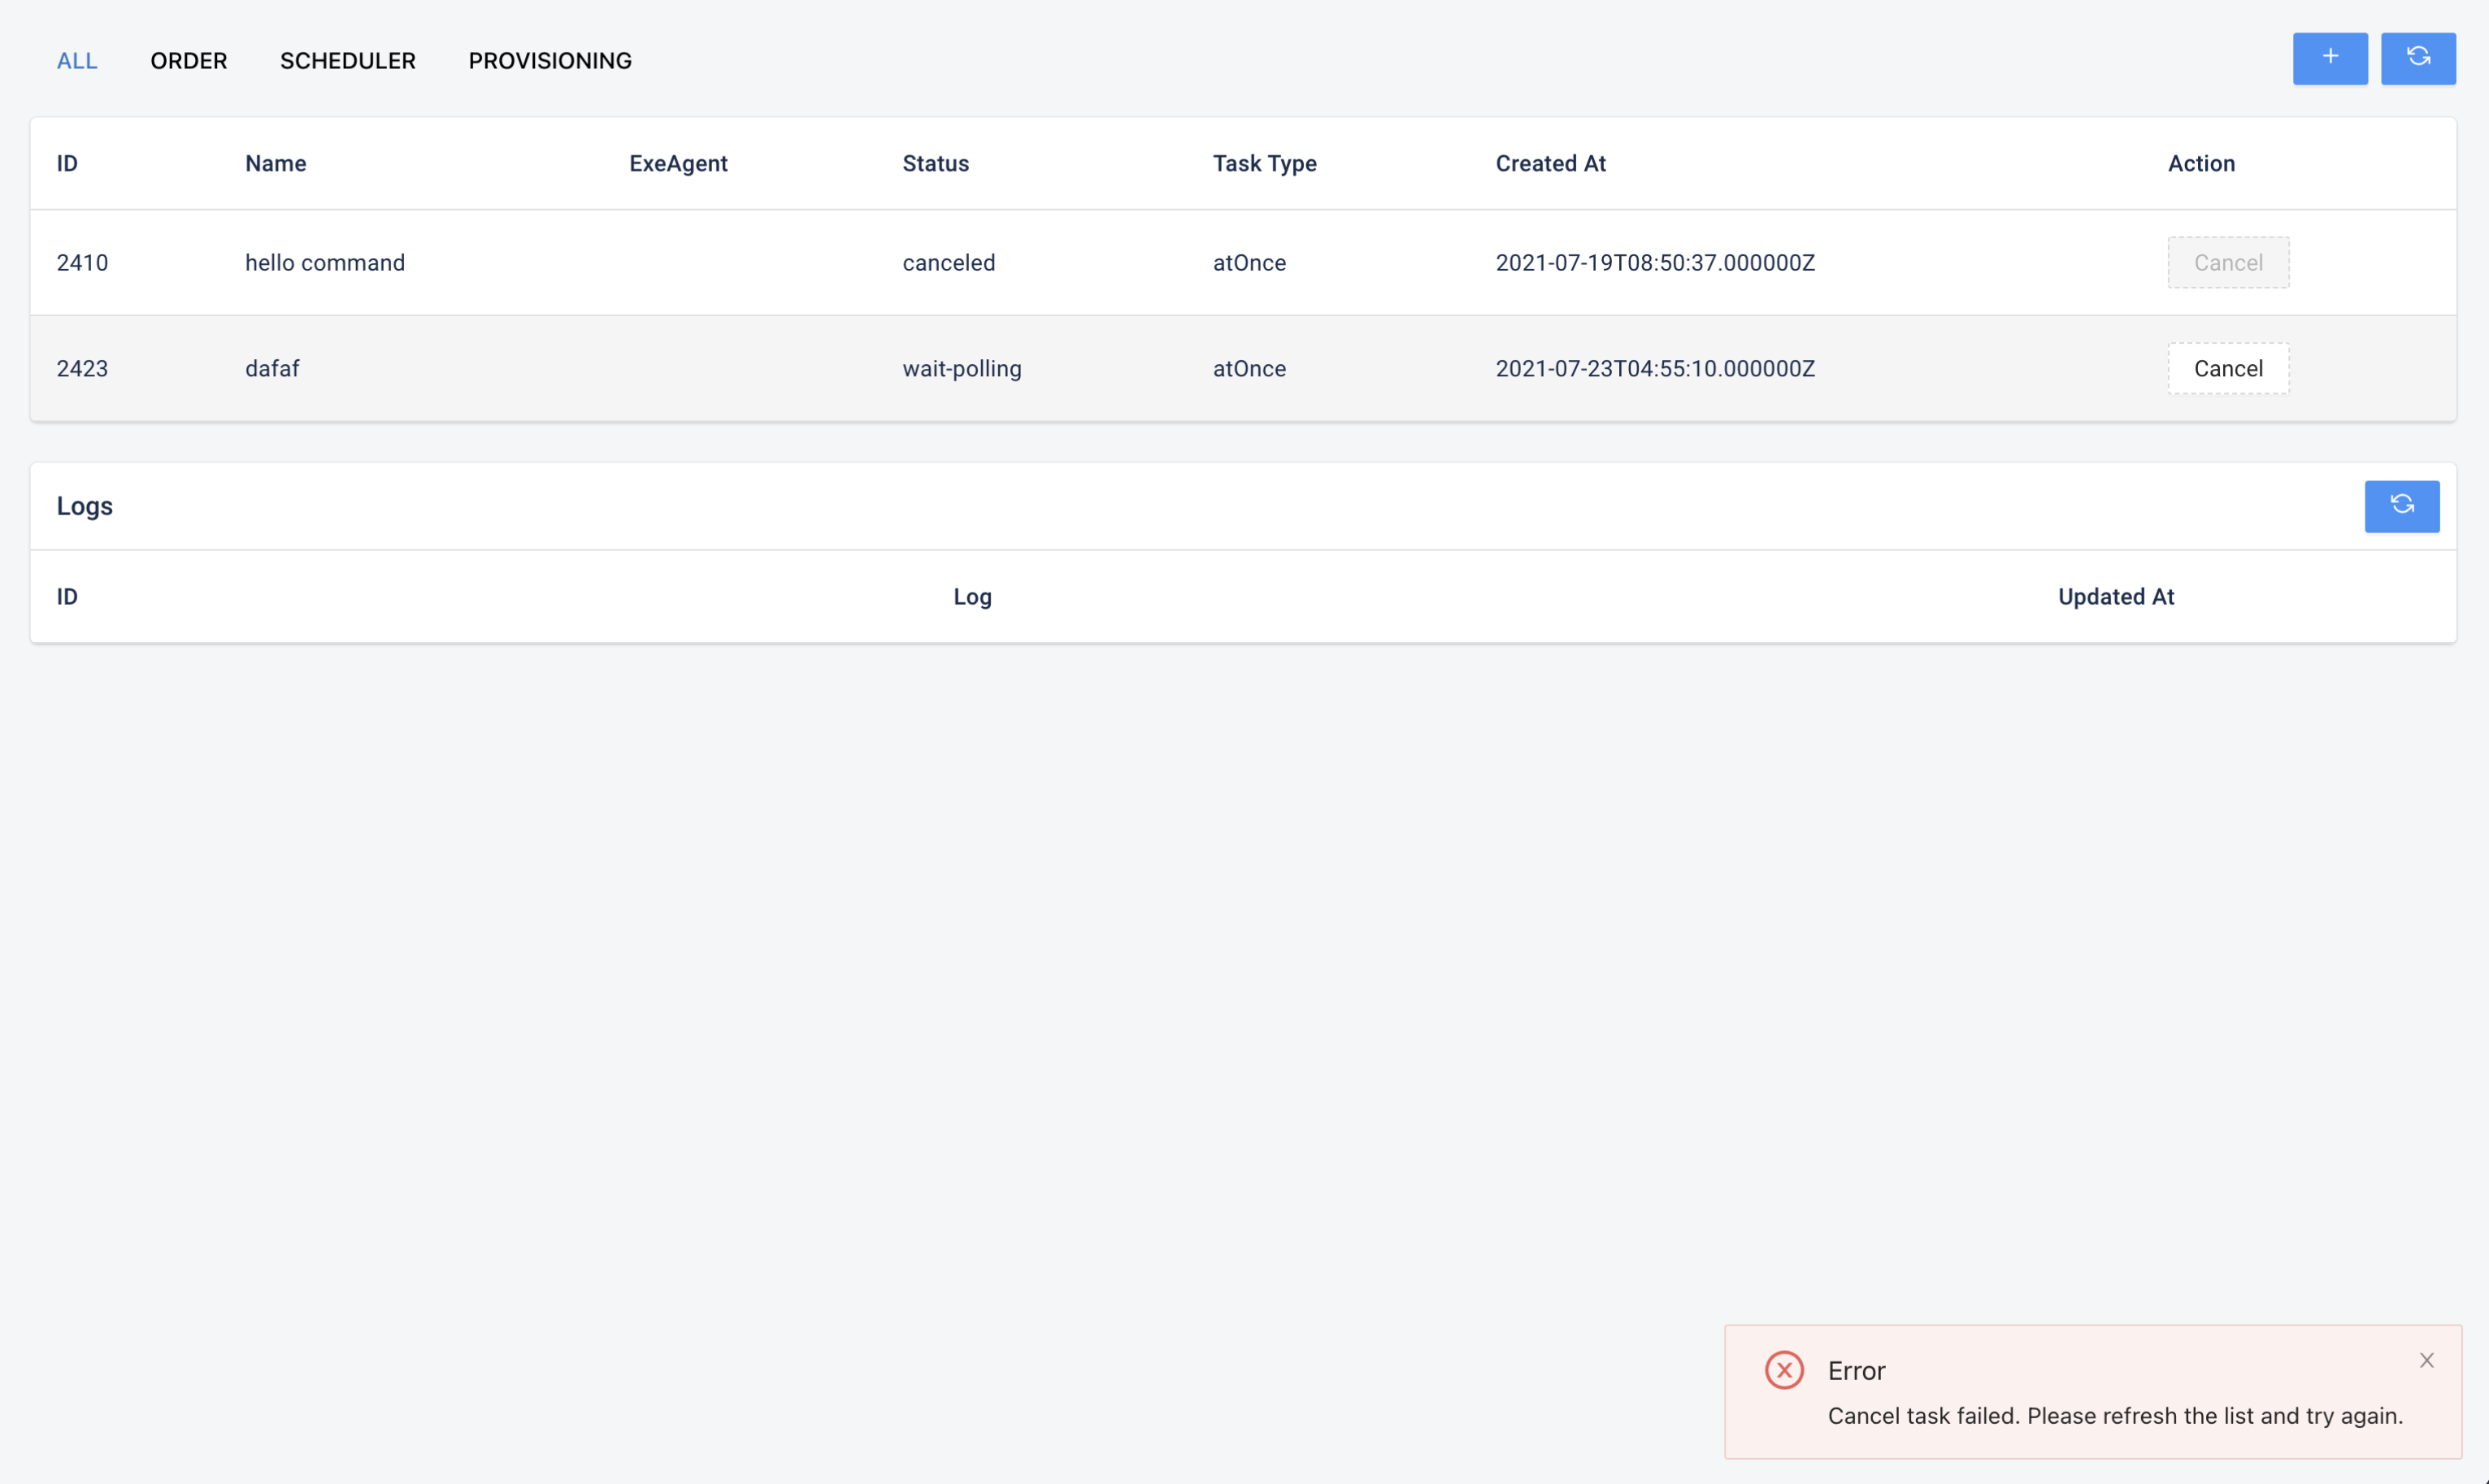 ALL ORDER SCHEDULER PROVISIONING +
ID Name ExeAgent Status Task Type Created At Action
2410 hello command canceled atOnce 2021-07-19T08:50:37.000000Z Cancel
2423 dafaf wait-polling atOnce 2021-07-23T04:55:10.000000Z Cancel
Logs
ID Log Updated At
Error
Cancel task failed. Please refresh the list and try again.